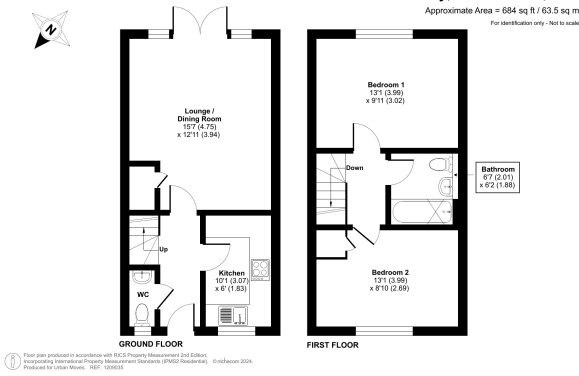 Approximate Area = 684 sq ft / 63.5 sq m
For identification only - Not to scale
N
Lounge /
Dining Room
15'7 (4.75)
x 12'11 (3.94)
Up
WC
Kitchen
10'1 (3.07)
x 6' (1.83)
GROUND FLOOR
Bedroom 1
13'1 (3.99)
x 9'11 (3.02)
Down
Bathroom
6'7 (2.01)
x 6'2 (1.88)
Bedroom 2
13'1 (3.99)
x 8'10 (2.69)
FIRST FLOOR
Floor plan produced in accordance with RICS Property Measurement 2nd Edition.
Incorporating International Property Measurement Standards (IPMS2 Residential). ©nichecom 2024.
Produced for Urban Moves. REF: 1209035